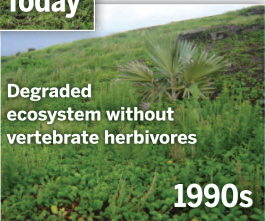 Today
Degraded
ecosystem without
vertebrate herbivores
1990s